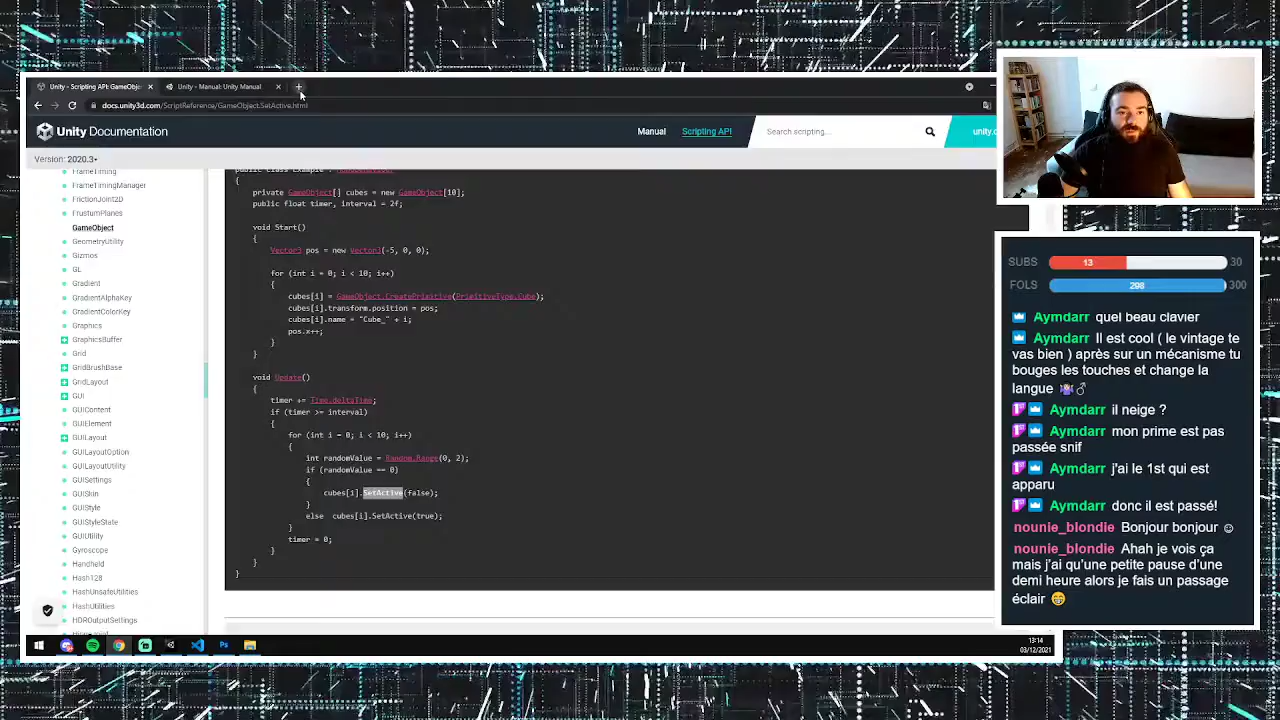 Unity - Scripting API: GameObj
Unity - Manual: Unity Manual
docs.unity3d.com/ScriptReference/GameObject.SetActive.html
Unity Documentation
Manual
Scripting API
Search scripting...
unity.c
Version: 2020.3
FrameTiming
FrameTimingManager
FrictionJoint2D
FrustumPlanes
GameObject
GeometryUtility
Gizmos
GL
Gradient
GradientAlphaKey
GradientColorKey
Graphics
GraphicsBuffer
Grid
GridBrushBase
GridLayout
GUI
GUIContent
GUIElement
GUILayout
GUILayoutOption
GUILayoutUtility
GUISettings
GUISkin
GUIStyle
GUIStyleState
GUIUtility
Gyroscope
Handheld
Hash128
HashUnsafeUtilities
HashUtilities
HDROutputSettings
public class Example :
{
private GameObject[] cubes = new GameObject[10];
public float timer, interval = 2f;
void Start()
{
Vector3 pos = new Vector3(-5, 0, 0);
for (int i = 0; i < 10; i++)
{
cubes[i] = GameObject.CreatePrimitive(PrimitiveType.Cube);
cubes[i].transform.position = pos;
cubes[i].name = "Cube_" + i;
pos.x++;
}
}
void Update()
{
timer += Time.deltaTime;
if (timer >= interval)
{
for (int i = 0; i < 10; i++)
{
int randomValue = Random.Range(0, 2);
if (randomValue == 0)
{
cubes[i].SetActive(false);
}
else cubes[i].SetActive(true);
}
timer = 0;
}
}
}
13:14
03/12/2021
SUBS 13 30
FOLS 298 300
Aymdarr quel beau clavier
Aymdarr Il est cool ( le vintage te
vas bien ) après sur un mécanisme tu
bouges les touches et change la
langue 🤷🏻‍♂
Aymdarr il neige ?
Aymdarr mon prime est pas
passée snif
Aymdarr j'ai le 1st qui est
apparu
Aymdarr donc il est passé!
nounie_blondie Bonjour bonjour ☺
nounie_blondie Ahah je vois ça
mais j'ai qu'une petite pause d'une
demi heure alors je fais un passage
éclair 😁